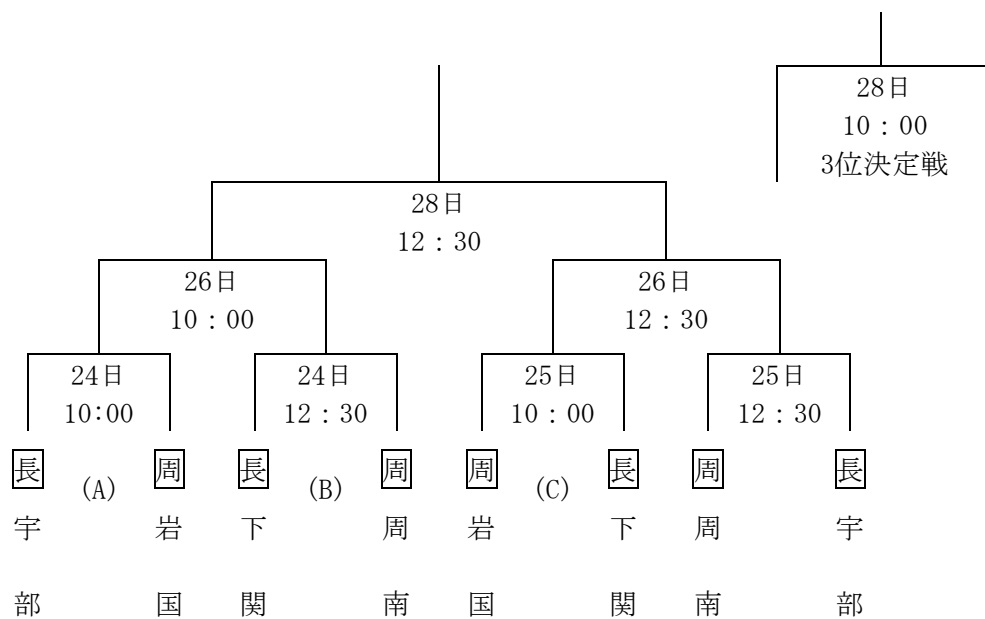 28日
10：00
3位決定戦
28日
12：30
26日
10：00
26日
12：30
24日
10:00
24日
12：30
25日
10：00
25日
12：30
長 (A) 周 長 (B) 周 周 (C) 長 周 長
宇 岩 下 周 岩 下 周 宇
部 国 関 南 国 関 南 部